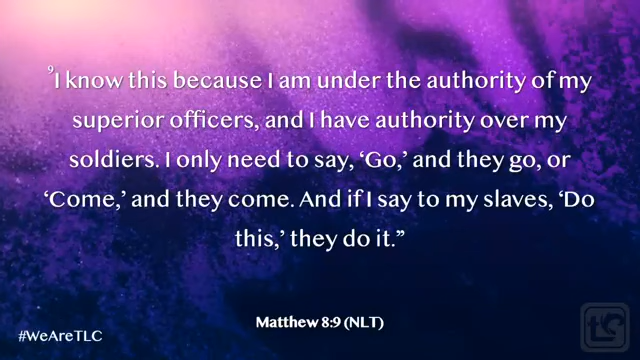 ⁹I know this because I am under the authority of my
superior officers, and I have authority over my
soldiers. I only need to say, ‘Go,’ and they go, or
‘Come,’ and they come. And if I say to my slaves, ‘Do
this,’ they do it.”
Matthew 8:9 (NLT)
#WeAreTLC